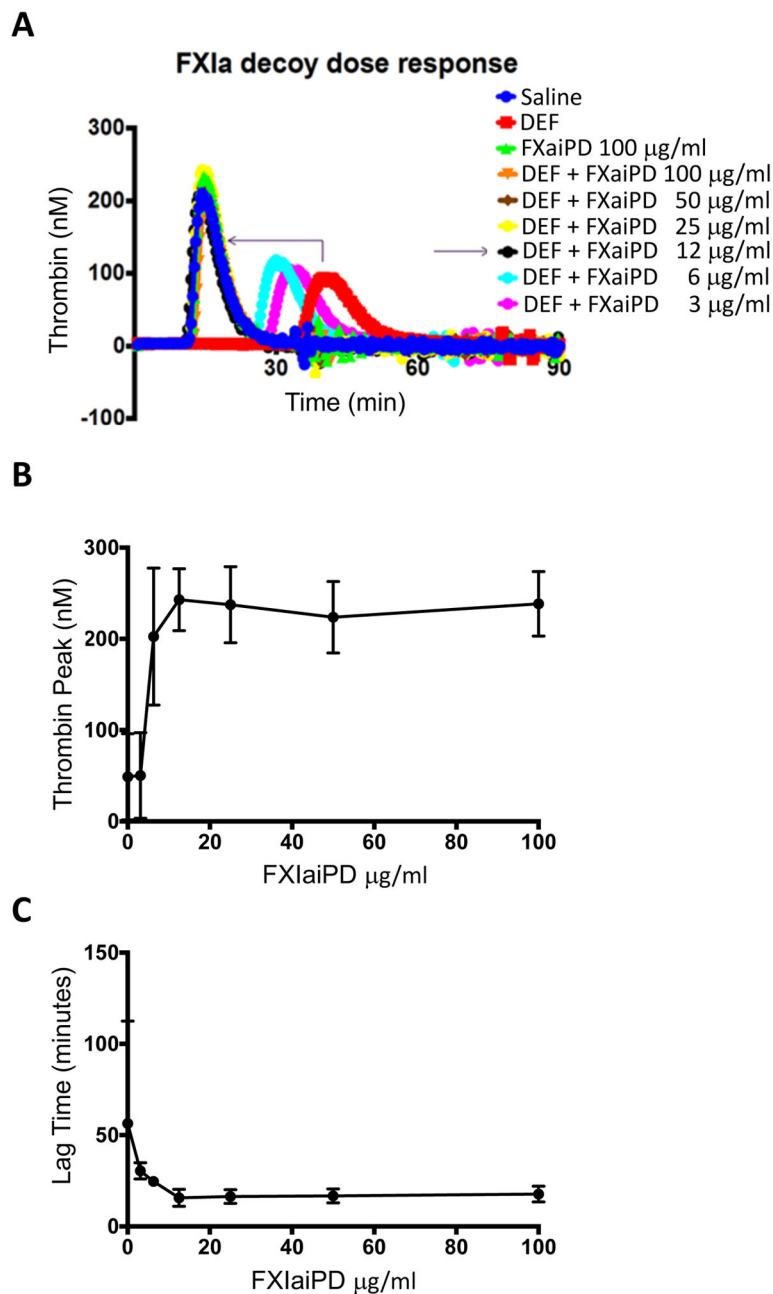 A
FXIa decoy dose response
Saline
DEF
FXaiPD 100 µg/ml
DEF + FXaiPD 100 µg/ml
DEF + FXaiPD 50 µg/ml
DEF + FXaiPD 25 µg/ml
DEF + FXaiPD 12 µg/ml
DEF + FXaiPD 6 µg/ml
DEF + FXaiPD 3 µg/ml
Thrombin (nM)
300
200
100
0
-100
30
60
90
Time (min)
B
Thrombin Peak (nM)
300
200
100
0
0
20
40
60
80
100
FXIaiPD µg/ml
C
Lag Time (minutes)
150
100
50
0
0
20
40
60
80
100
FXIaiPD µg/ml